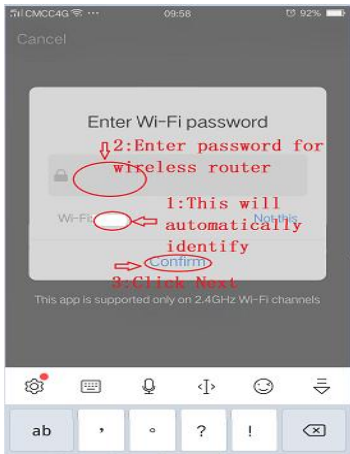 CMCC4G ... 09:58 92%
Cancel
Enter Wi-Fi password
2:Enter password for
wireless router
1:This will
Wi-Fi: automatically Not this
identify
Confirm
3:Click Next
This app is supported only on 2.4GHz Wi-Fi channels
ab , 。 ? !